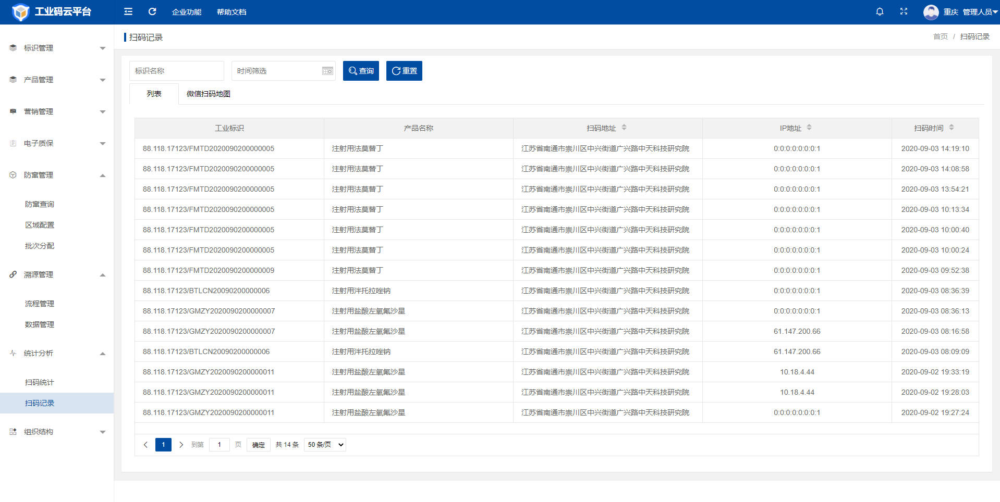 工业码云平台
企业功能 帮助文档
重庆 管理人员
标识管理
产品管理
营销管理
电子质保
防窜管理
防窜查询
区域配置
批次分配
溯源管理
流程管理
数据管理
统计分析
扫码统计
扫码记录
组织结构
扫码记录
首页 / 扫码记录
标识名称 时间筛选 查询 重置
列表 微信扫码地图
工业标识 产品名称 扫码地址 IP地址 扫码时间
88.118.17123/FMTD2020090200000005 注射用法莫替丁 江苏省南通市崇川区中兴街道广兴路中天科技研究院 0:0:0:0:0:0:0:1 2020-09-03 14:19:10
88.118.17123/FMTD2020090200000005 注射用法莫替丁 江苏省南通市崇川区中兴街道广兴路中天科技研究院 0:0:0:0:0:0:0:1 2020-09-03 14:08:58
88.118.17123/FMTD2020090200000005 注射用法莫替丁 江苏省南通市崇川区中兴街道广兴路中天科技研究院 0:0:0:0:0:0:0:1 2020-09-03 13:54:21
88.118.17123/FMTD2020090200000005 注射用法莫替丁 江苏省南通市崇川区中兴街道广兴路中天科技研究院 0:0:0:0:0:0:0:1 2020-09-03 10:13:34
88.118.17123/FMTD2020090200000005 注射用法莫替丁 江苏省南通市崇川区中兴街道广兴路中天科技研究院 0:0:0:0:0:0:0:1 2020-09-03 10:00:40
88.118.17123/FMTD2020090200000005 注射用法莫替丁 江苏省南通市崇川区中兴街道广兴路中天科技研究院 0:0:0:0:0:0:0:1 2020-09-03 10:00:24
88.118.17123/FMTD2020090200000009 注射用法莫替丁 江苏省南通市崇川区中兴街道广兴路中天科技研究院 0:0:0:0:0:0:0:1 2020-09-03 09:52:38
88.118.17123/BTLCN20090200000006 注射用泮托拉唑钠 江苏省南通市崇川区中兴街道广兴路中天科技研究院 0:0:0:0:0:0:0:1 2020-09-03 08:36:39
88.118.17123/GMZY2020090200000007 注射用盐酸左氧氟沙星 江苏省南通市崇川区中兴街道广兴路中天科技研究院 0:0:0:0:0:0:0:1 2020-09-03 08:36:13
88.118.17123/GMZY2020090200000007 注射用盐酸左氧氟沙星 江苏省南通市崇川区中兴街道广兴路中天科技研究院 61.147.200.66 2020-09-03 08:16:58
88.118.17123/BTLCN20090200000006 注射用泮托拉唑钠 江苏省南通市崇川区中兴街道广兴路中天科技研究院 61.147.200.66 2020-09-03 08:09:09
88.118.17123/GMZY2020090200000011 注射用盐酸左氧氟沙星 江苏省南通市崇川区中兴街道广兴路中天科技研究院 10.18.4.44 2020-09-02 19:33:19
88.118.17123/GMZY2020090200000011 注射用盐酸左氧氟沙星 江苏省南通市崇川区中兴街道广兴路中天科技研究院 10.18.4.44 2020-09-02 19:28:03
88.118.17123/GMZY2020090200000011 注射用盐酸左氧氟沙星 江苏省南通市崇川区中兴街道广兴路中天科技研究院 0:0:0:0:0:0:0:1 2020-09-02 19:27:24
1 到第 1 页 确定 共 14 条 50 条/页